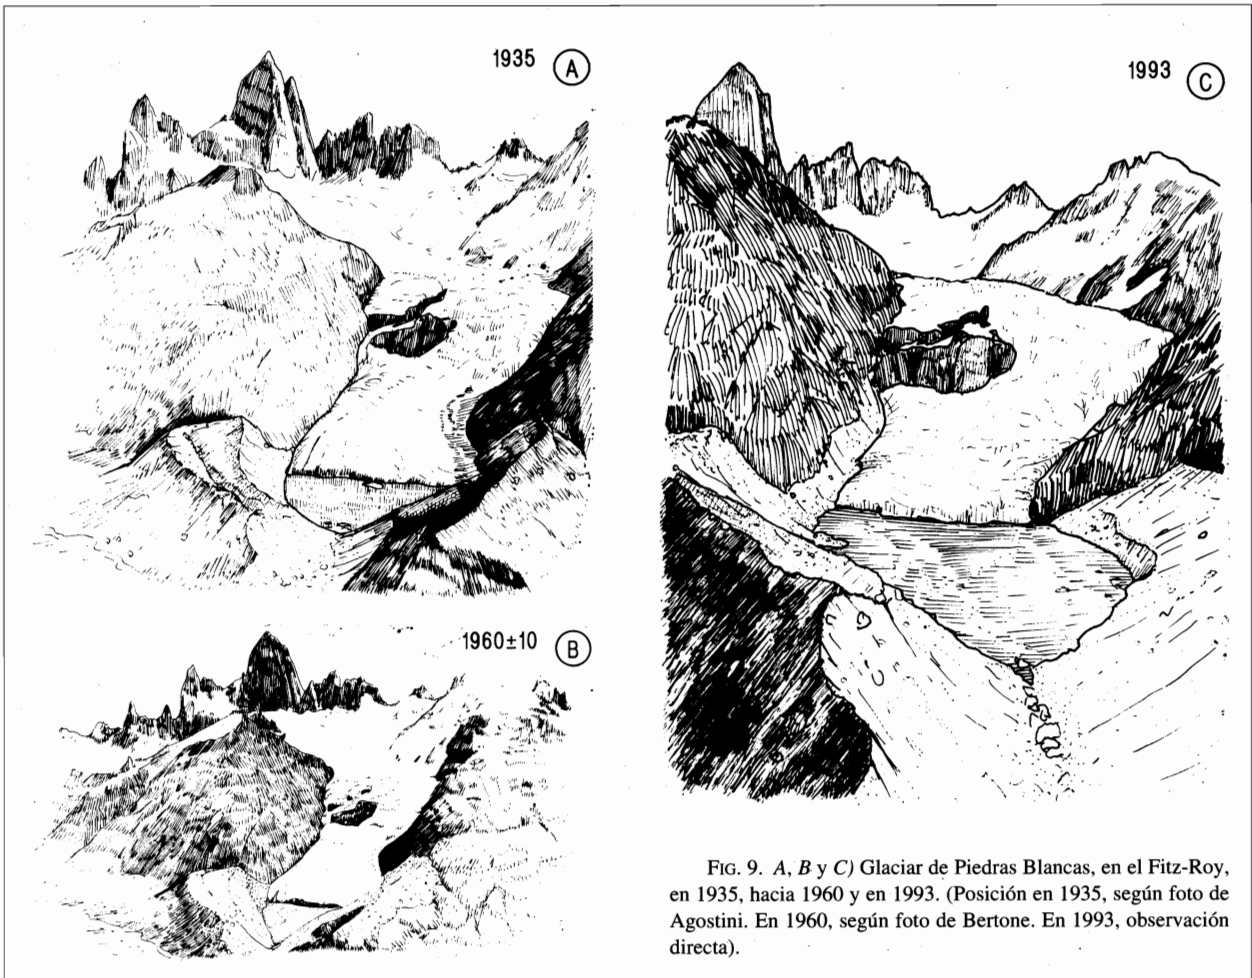 1935 A
1993 C
1960±10 B
FIG. 9. A, B y C) Glaciar de Piedras Blancas, en el Fitz-Roy,
en 1935, hacia 1960 y en 1993. (Posición en 1935, según foto de
Agostini. En 1960, según foto de Bertone. En 1993, observación
directa).